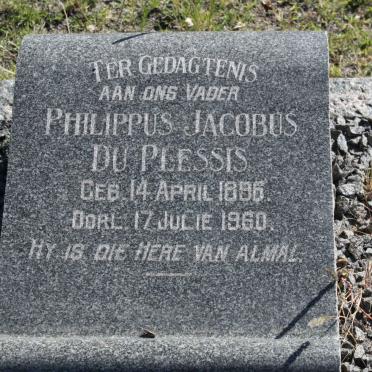 TER GEDAGTENIS
AAN ONS VADER
PHILIPPUS JACOBUS
DU PLESSIS
GEB. 14 APRIL 1896.
OORL. 17 JULIE 1960.
HY IS DIE HERE VAN ALMAL.